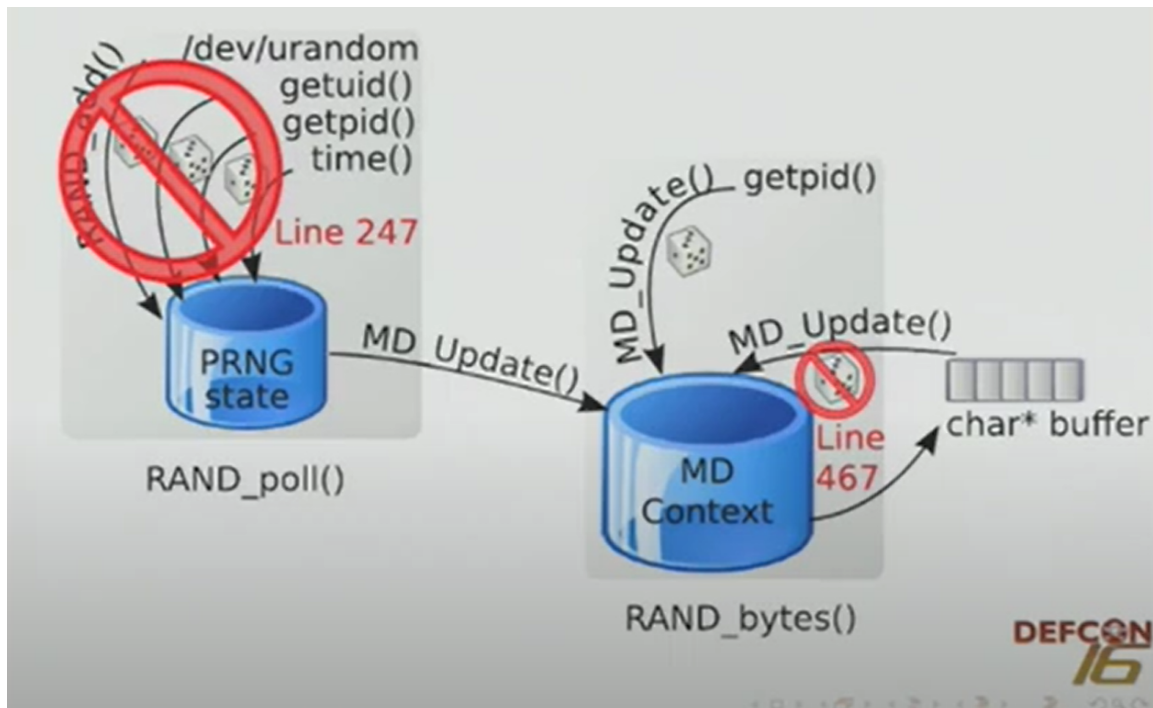 /dev/urandom
getuid()
getpid()
time()
RAND_add()
Line 247
PRNG
state
RAND_poll()
MD_Update()
MD_Update()
getpid()
MD_Update()
char* buffer
Line
467
MD
Context
RAND_bytes()
DEFCON
16